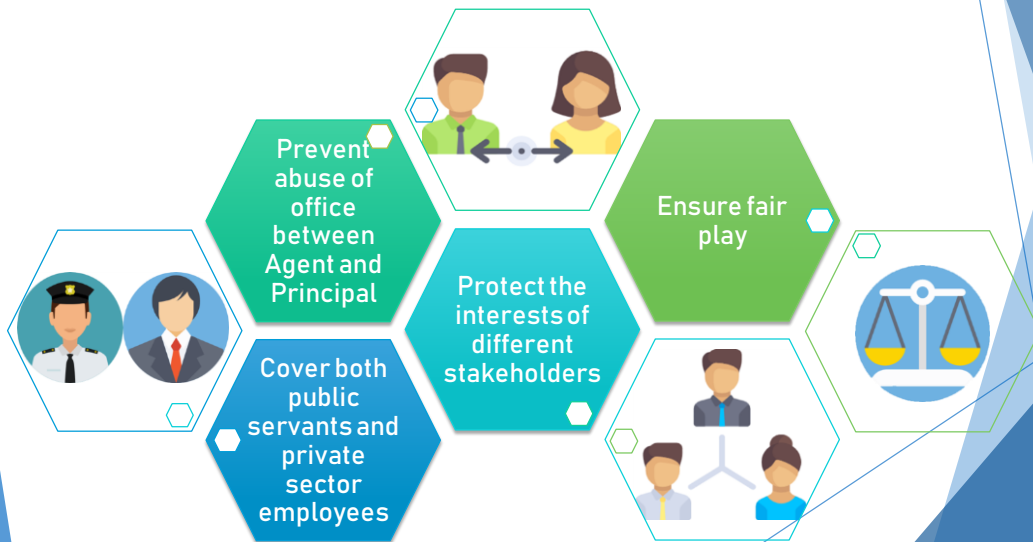 Prevent
abuse of
office
between
Agent and
Principal
Ensure fair
play
Protect the
interests of
different
stakeholders
Cover both
public
servants and
private
sector
employees